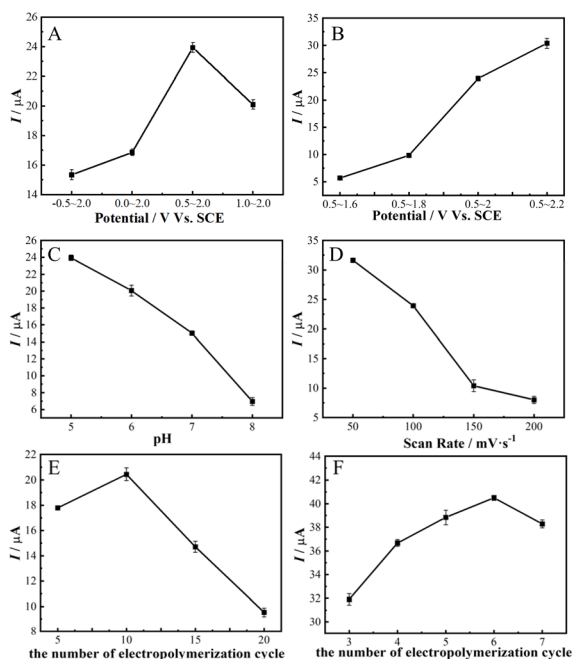 A
I / μA
26
24
22
20
18
16
14
-0.5~2.0 0.0~2.0 0.5~2.0 1.0~2.0
Potential / V Vs. SCE
B
I / μA
35
30
25
20
15
10
5
0.5~1.6 0.5~1.8 0.5~2 0.5~2.2
Potential / V Vs. SCE
C
I / μA
26
24
22
20
18
16
14
12
10
8
6
5 6 7 8
pH
D
I / μA
35
30
25
20
15
10
5
50 100 150 200
Scan Rate / mV·s⁻¹
E
I / μA
22
20
18
16
14
12
10
8
5 10 15 20
the number of electropolymerization cycle
F
I / μA
44
42
40
38
36
34
32
30
3 4 5 6 7
the number of electropolymerization cycle